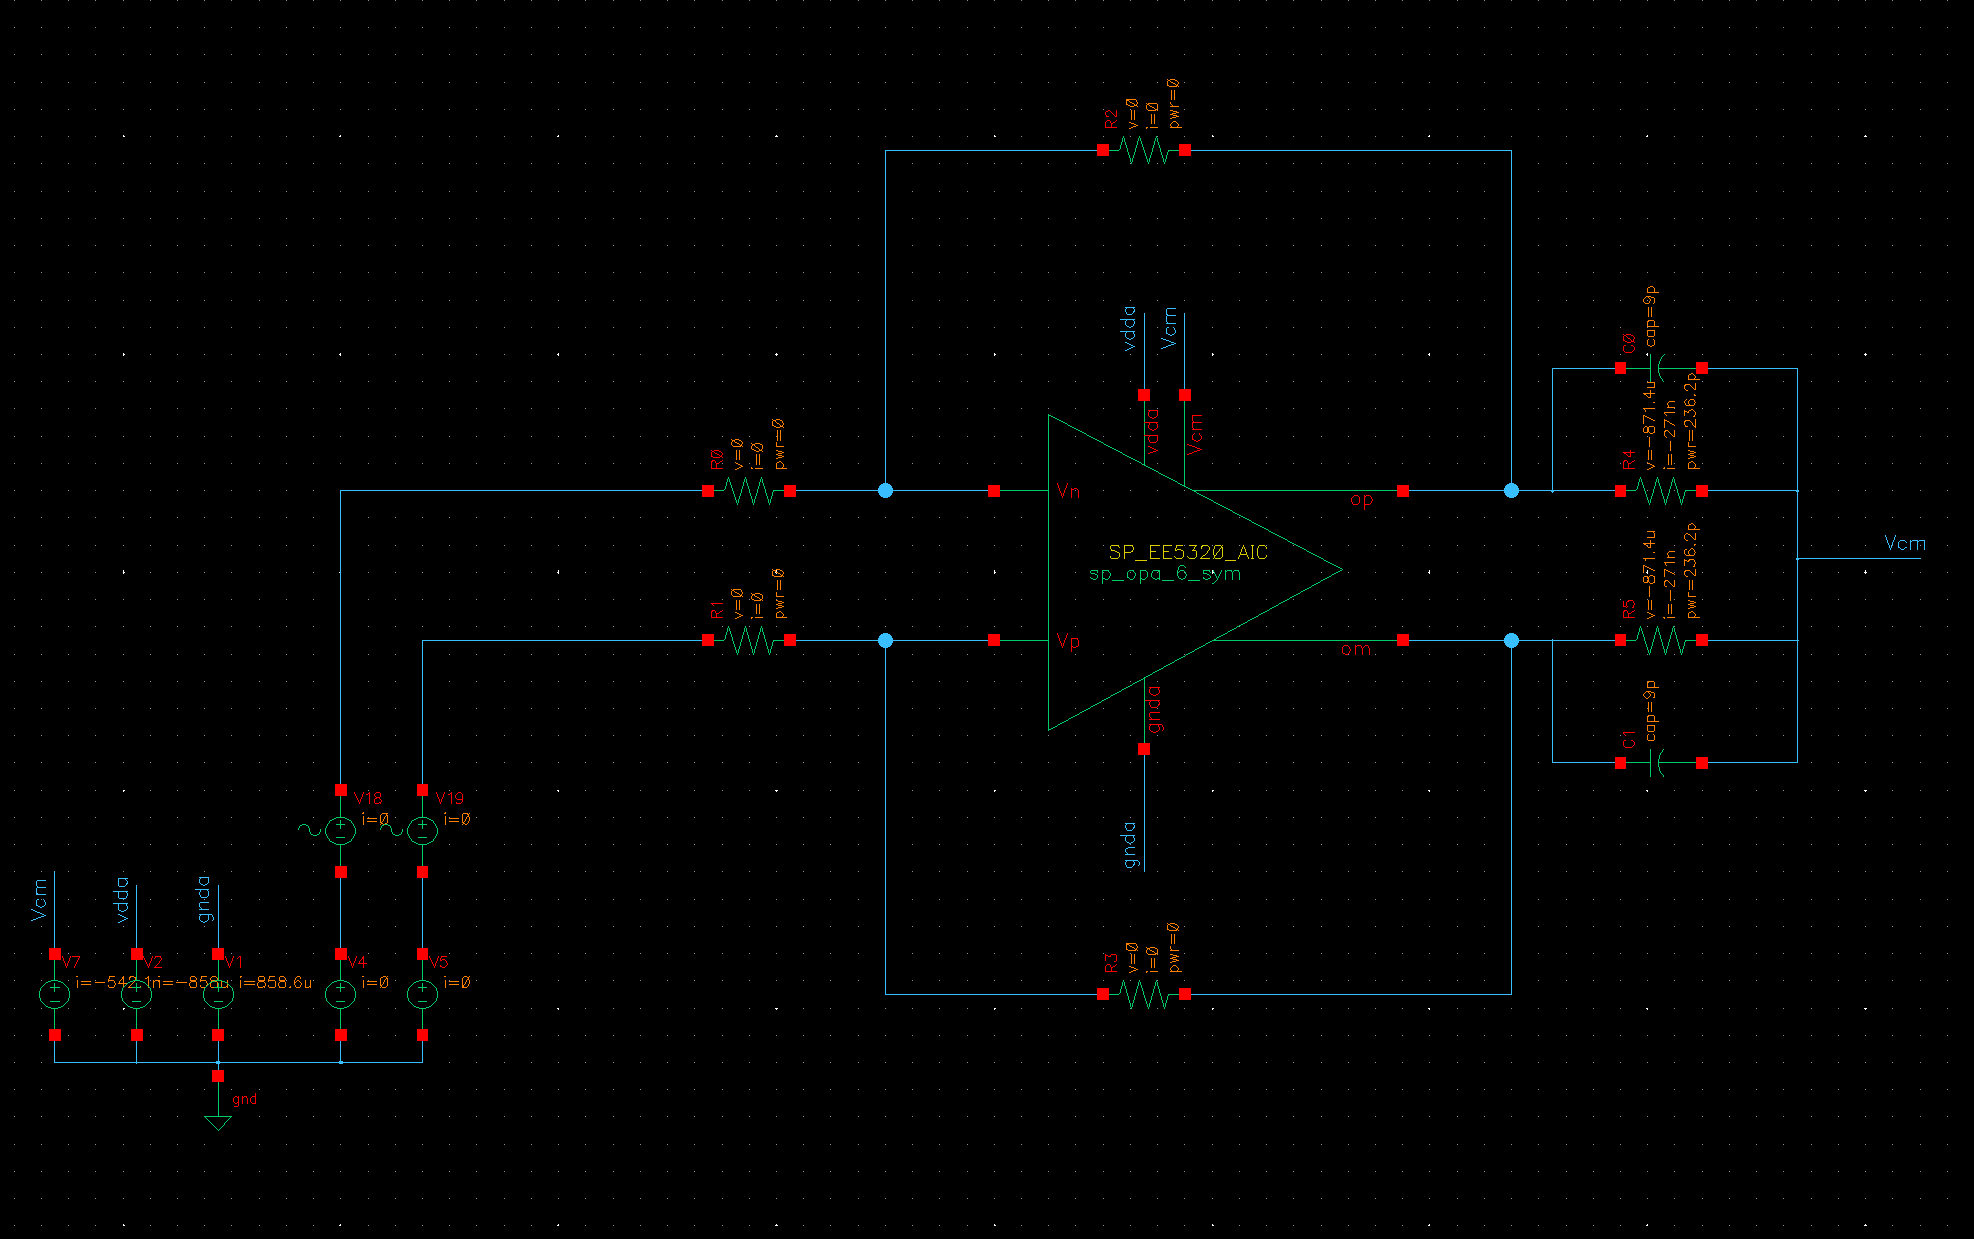 R2
v=0
i=0
pwr=0
cap=9p
C0
vdda
Vcm
v=-871.4u
i=-271n
pwr=236.2p
R4
R0
v=0
i=0
pwr=0
vdda
Vcm
Vn
op
SP_EE5320_AIC
sp_opa_6_sym
Vcm
R1
v=0
i=0
pwr=0
R5
v=-871.4u
i=-271n
pwr=236.2p
Vp
om
gnda
C1
cap=9p
V18
i=0
V19
i=0
gnda
Vcm
vdda
gnda
R3
v=0
i=0
pwr=0
V7
V2
i=-858u
V1
i=858.6u
V4
i=0
V5
i=0
gnd